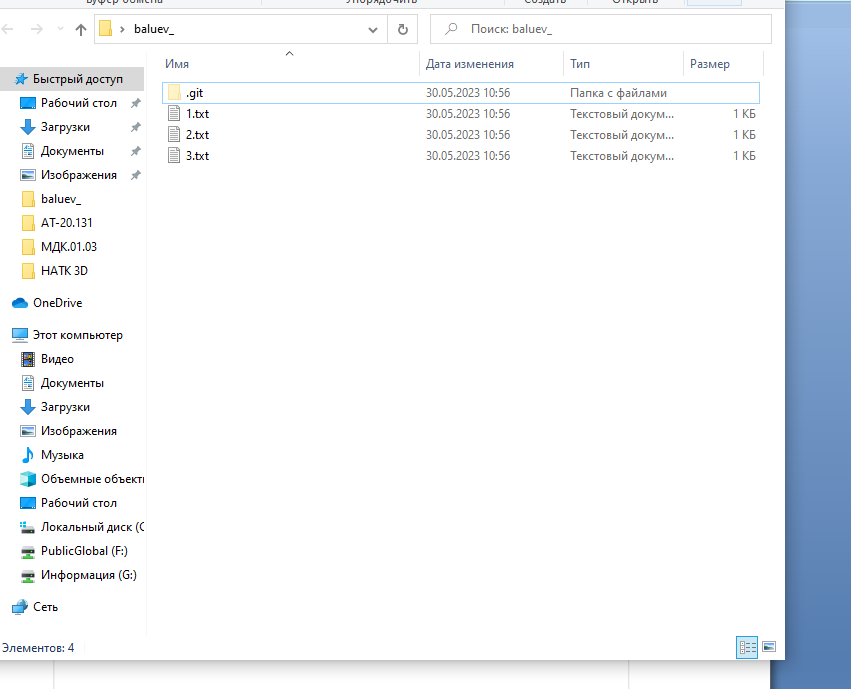 Буфер обмена Упорядочить Создать Открыть
baluev_ Поиск: baluev_
Имя Дата изменения Тип Размер
.git 30.05.2023 10:56 Папка с файлами
1.txt 30.05.2023 10:56 Текстовый докум... 1 КБ
2.txt 30.05.2023 10:56 Текстовый докум... 1 КБ
3.txt 30.05.2023 10:56 Текстовый докум... 1 КБ
Быстрый доступ
Рабочий стол
Загрузки
Документы
Изображения
baluev_
АТ-20.131
МДК.01.03
НАТК 3D
OneDrive
Этот компьютер
Видео
Документы
Загрузки
Изображения
Музыка
Объемные объекты
Рабочий стол
Локальный диск (C
PublicGlobal (F:)
Информация (G:)
Сеть
Элементов: 4